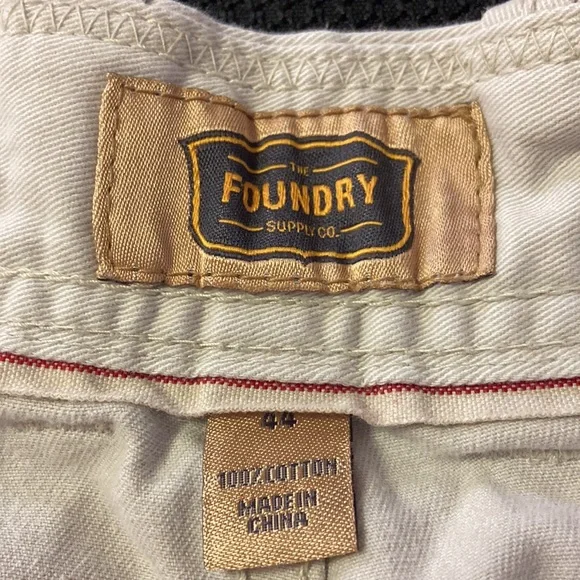 THE
FOUNDRY
SUPPLY CO.
44
100% COTTON
MADE IN
CHINA